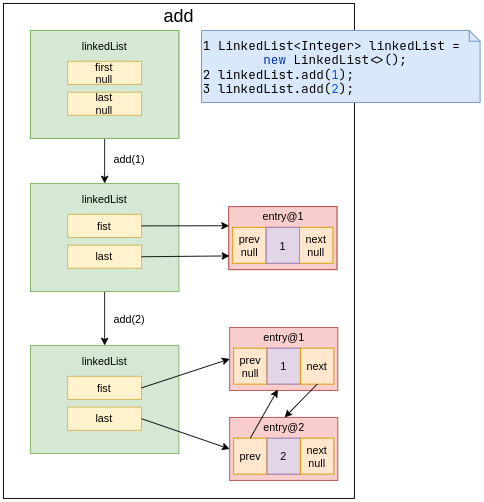 add
linkedList
first
null
last
null
1 LinkedList<Integer> linkedList =
new LinkedList<>();
2 linkedList.add(1);
3 linkedList.add(2);
add(1)
linkedList
fist
last
entry@1
prev
null
1
next
null
add(2)
linkedList
fist
last
entry@1
prev
null
1
next
entry@2
prev
2
next
null